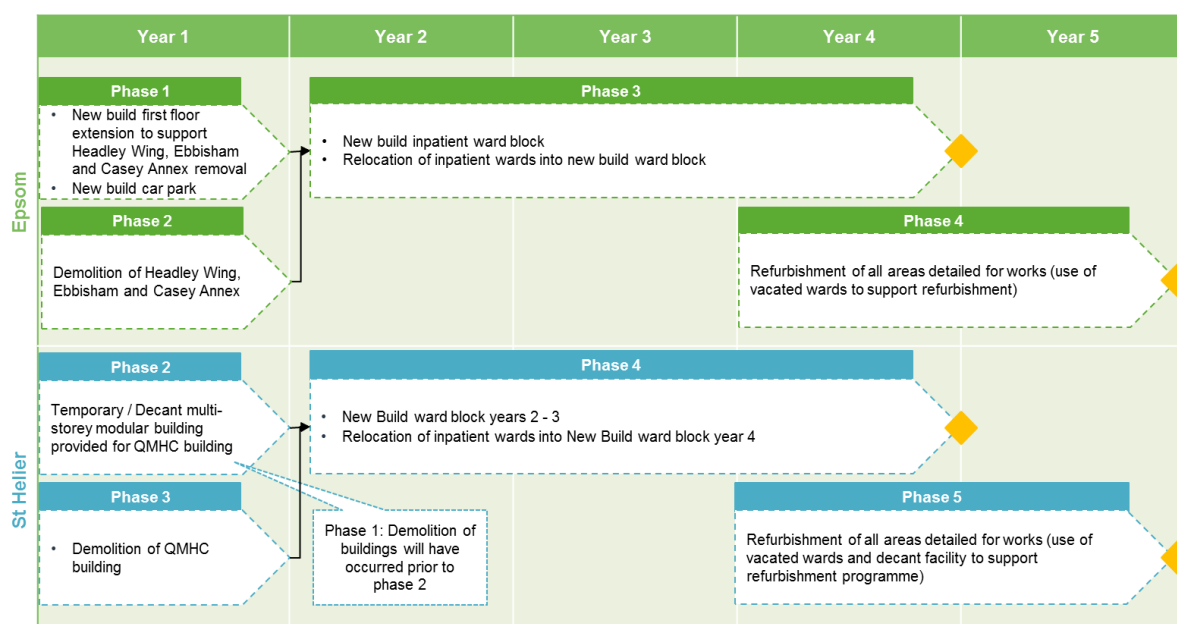 Year 1
Year 2
Year 3
Year 4
Year 5
Epsom
Phase 1
• New build first floor
extension to support
Headley Wing, Ebbisham
and Casey Annex removal
• New build car park
Phase 3
• New build inpatient ward block
• Relocation of inpatient wards into new build ward block
Phase 2
Demolition of Headley Wing,
Ebbisham and Casey Annex
Phase 4
Refurbishment of all areas detailed for works (use of
vacated wards to support refurbishment)
St Helier
Phase 2
Temporary / Decant multi-
storey modular building
provided for QMHC building
Phase 4
• New Build ward block years 2 - 3
• Relocation of inpatient wards into New Build ward block year 4
Phase 3
• Demolition of QMHC
building
Phase 1: Demolition of
buildings will have
occurred prior to
phase 2
Phase 5
Refurbishment of all areas detailed for works (use of
vacated wards and decant facility to support
refurbishment programme)